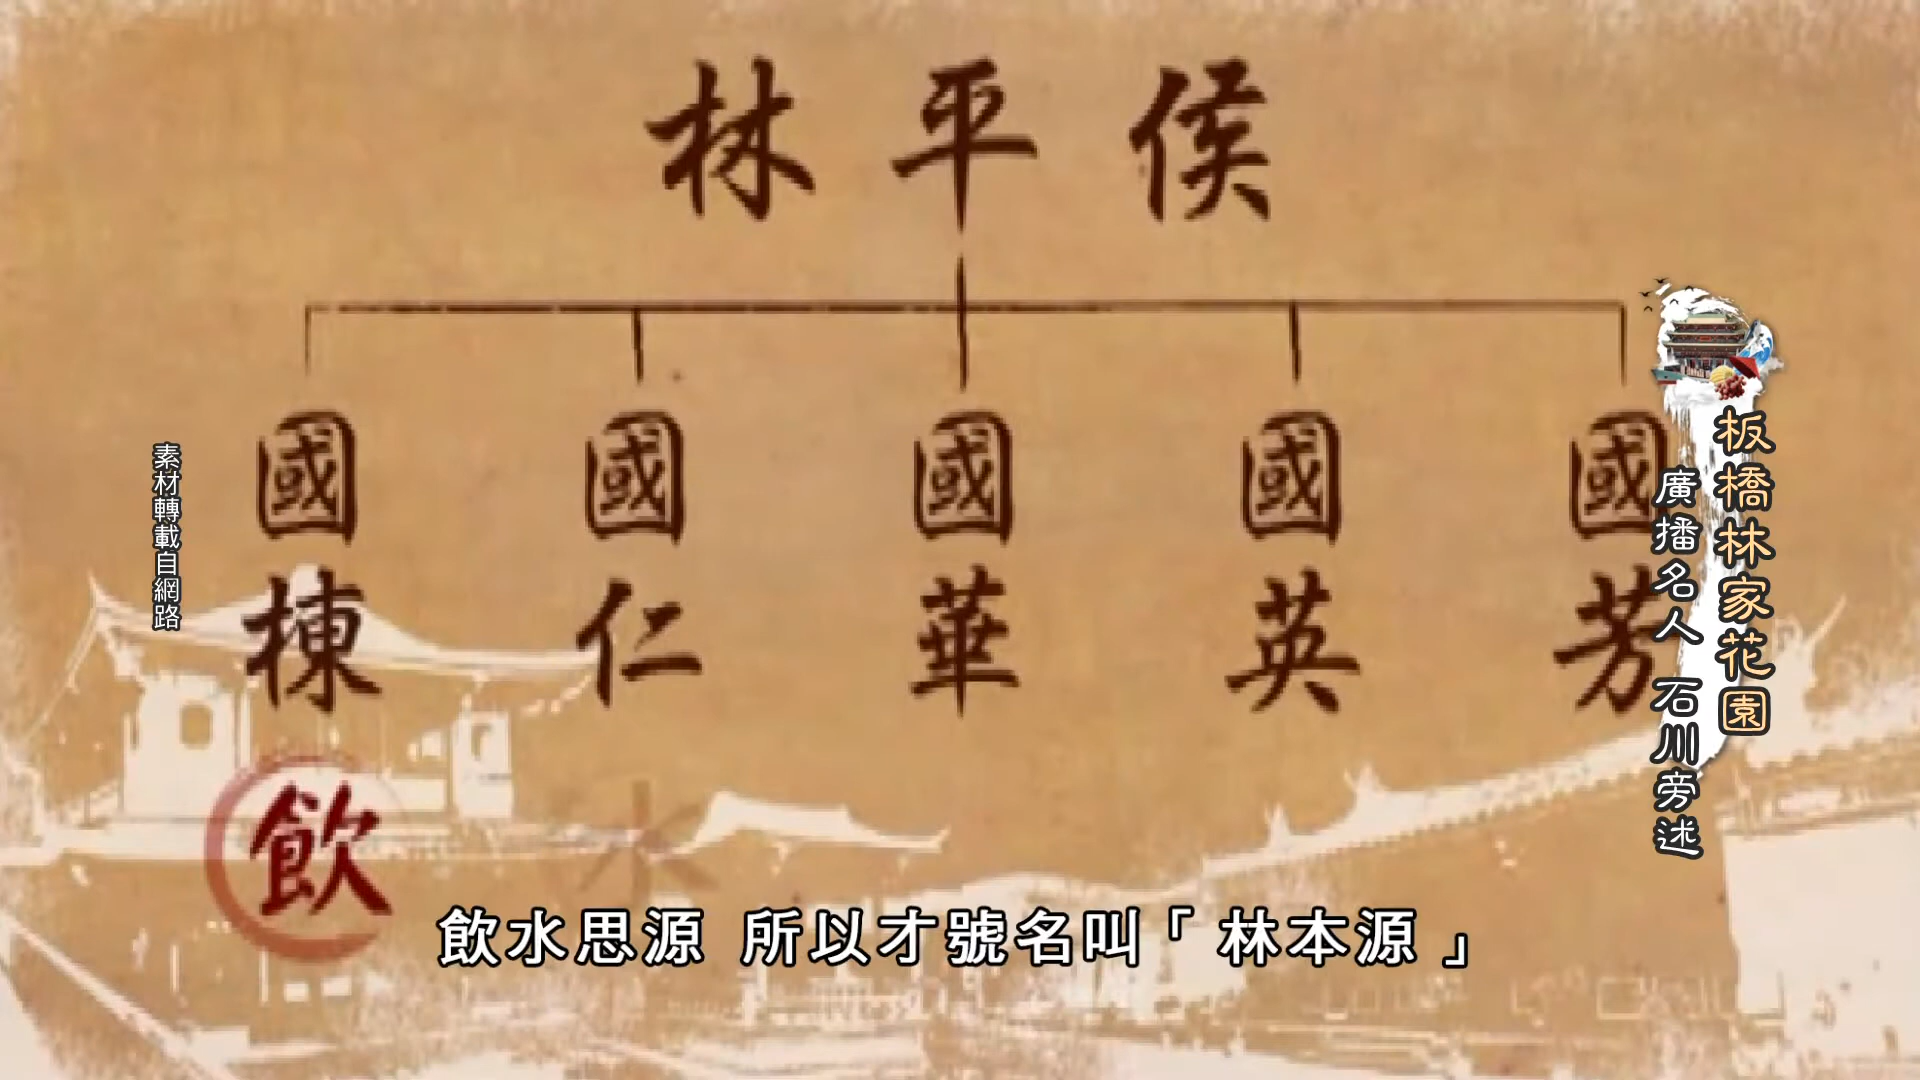 林平侯
國棟
國仁
國華
國英
國芳
飲
水
飲水思源 所以才號名叫「林本源」
板橋林家花園
廣播名人 石川旁述
素材轉載自網路